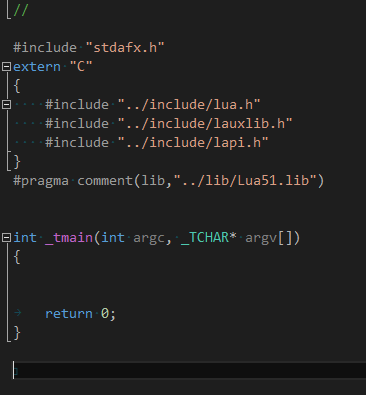 //
#include "stdafx.h"
extern "C"
{
#include "../include/lua.h"
#include "../include/lauxlib.h"
#include "../include/lapi.h"
}
#pragma comment(lib,"../lib/Lua51.lib")
int _tmain(int argc, _TCHAR* argv[])
{
return 0;
}